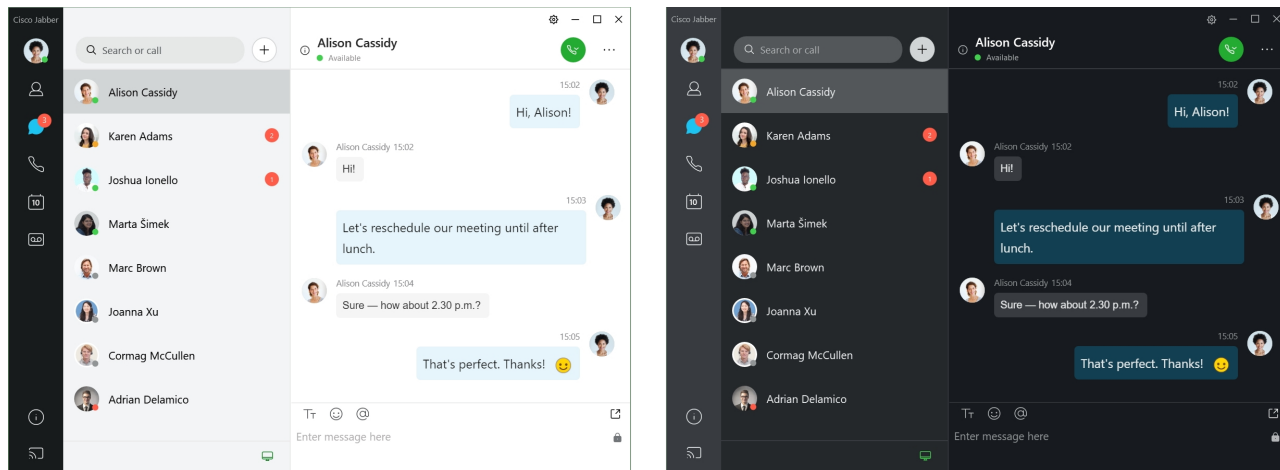 Cisco Jabber
Search or call
3
10
Alison Cassidy
Karen Adams
2
Joshua Ionello
1
Marta Šimek
Marc Brown
Joanna Xu
Cormag McCullen
Adrian Delamico
Alison Cassidy
Available
15:02
Hi, Alison!
Alison Cassidy 15:02
Hi!
15:03
Let's reschedule our meeting until after
lunch.
Alison Cassidy 15:04
Sure — how about 2.30 p.m.?
15:05
That's perfect. Thanks! 🙂
TT
@
Enter message here
Cisco Jabber
Search or call
3
10
Alison Cassidy
Karen Adams
2
Joshua Ionello
1
Marta Šimek
Marc Brown
Joanna Xu
Cormag McCullen
Adrian Delamico
Alison Cassidy
Available
15:02
Hi, Alison!
Alison Cassidy 15:02
Hi!
15:03
Let's reschedule our meeting until after
lunch.
Alison Cassidy 15:04
Sure — how about 2.30 p.m.?
15:05
That's perfect. Thanks! 🙂
TT
@
Enter message here